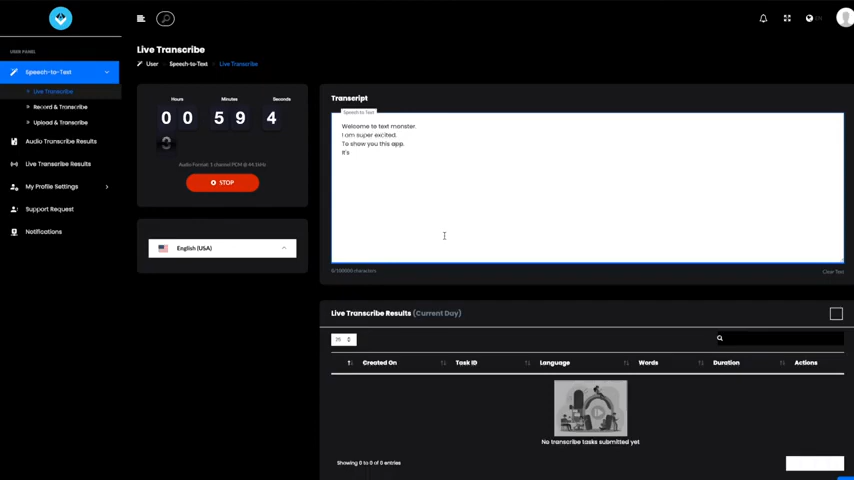 EN
USER PANEL
Speech-to-Text
Live Transcribe
Record & Transcribe
Upload & Transcribe
Audio Transcribe Results
Live Transcribe Results
My Profile Settings
Support Request
Notifications
Live Transcribe
User Speech-to-Text Live Transcribe
Hours Minutes Seconds
0 0 5 9 4
Audio Format: 1 channel PCM @ 44.1kHz
STOP
English (USA)
Transcript
Speech to Text
Welcome to text monster.
I am super excited.
To show you this app.
It's
0/100000 characters
Clear Text
Live Transcribe Results (Current Day)
Created On Task ID Language Words Duration Actions
No transcribe tasks submitted yet
Showing 0 to 0 of 0 entries